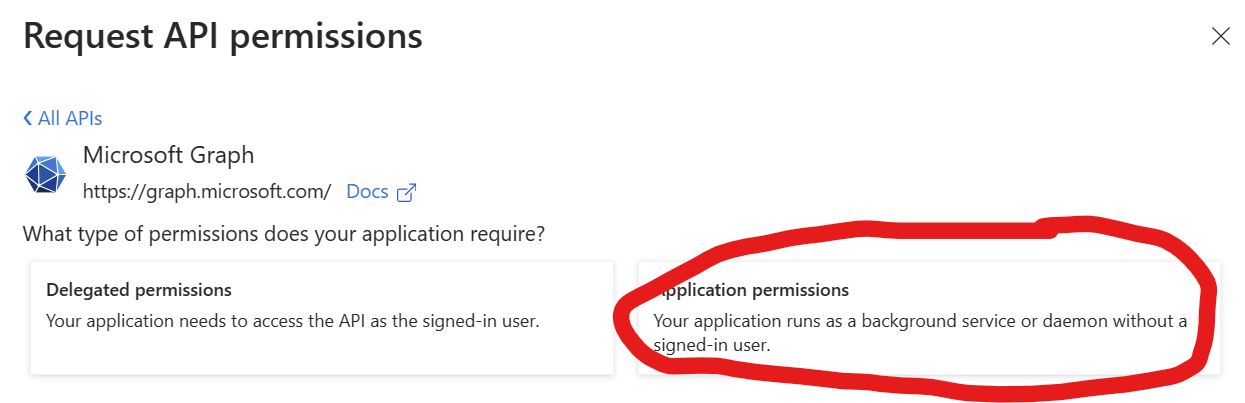 Request API permissions
All APIs
Microsoft Graph
https://graph.microsoft.com/ Docs
What type of permissions does your application require?
Delegated permissions
Your application needs to access the API as the signed-in user.
Application permissions
Your application runs as a background service or daemon without a
signed-in user.